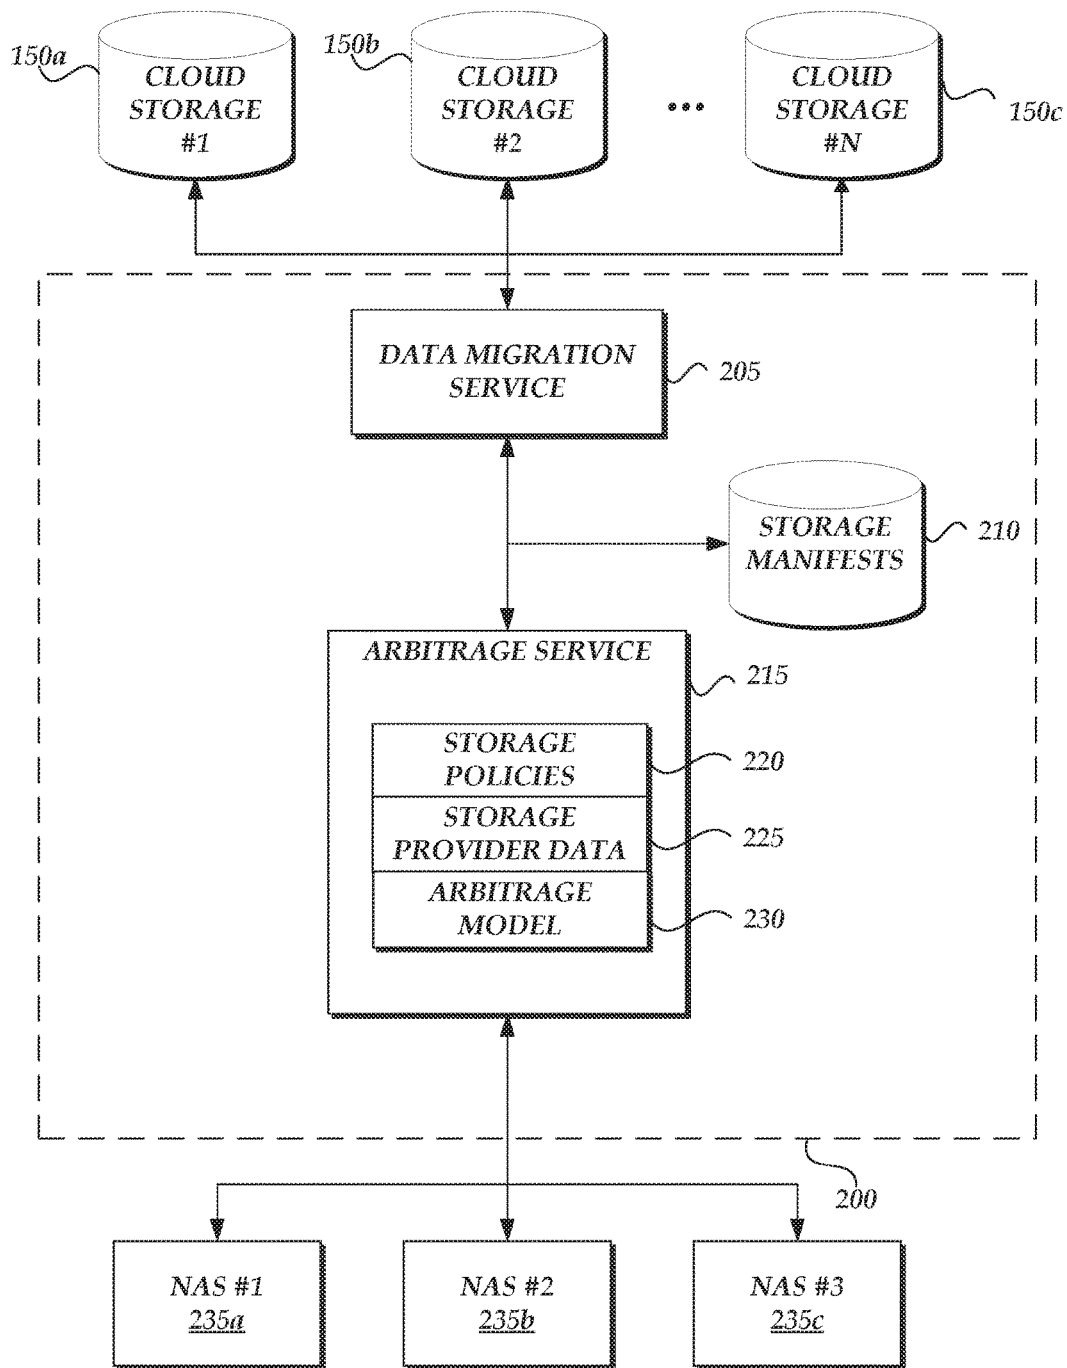 150a
CLOUD
STORAGE
#1
150b
CLOUD
STORAGE
#2
...
CLOUD
STORAGE
#N
150c
DATA MIGRATION
SERVICE
205
STORAGE
MANIFESTS
210
ARBITRAGE SERVICE
215
STORAGE
POLICIES
220
STORAGE
PROVIDER DATA
225
ARBITRAGE
MODEL
230
200
NAS #1
235a
NAS #2
235b
NAS #3
235c